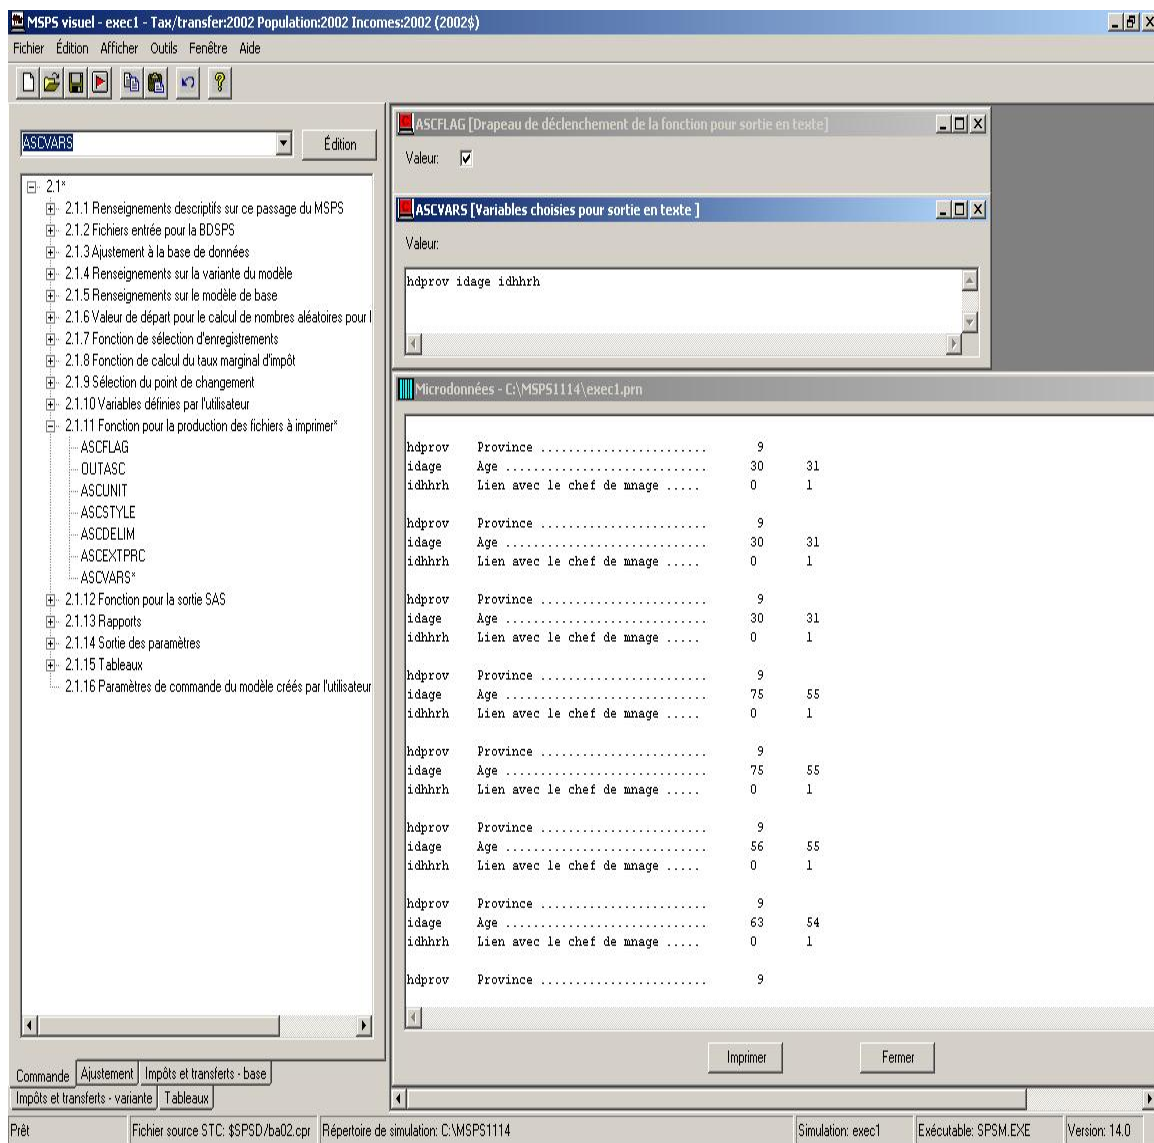 MSPS visuel - exec1 - Tax/transfer:2002 Population:2002 Incomes:2002 (2002$)
Fichier Édition Afficher Outils Fenêtre Aide
ASCVARS
Édition
2.1*
2.1.1 Renseignements descriptifs sur ce passage du MSPS
2.1.2 Fichiers entrée pour la BDSPS
2.1.3 Ajustement à la base de données
2.1.4 Renseignements sur la variante du modèle
2.1.5 Renseignements sur le modèle de base
2.1.6 Valeur de départ pour le calcul de nombres aléatoires pour l
2.1.7 Fonction de sélection d'enregistrements
2.1.8 Fonction de calcul du taux marginal d'impôt
2.1.9 Sélection du point de changement
2.1.10 Variables définies par l'utilisateur
2.1.11 Fonction pour la production des fichiers à imprimer*
ASCFLAG
OUTASC
ASCUNIT
ASCSTYLE
ASCDELIM
ASCEXTPRC
ASCVARS*
2.1.12 Fonction pour la sortie SAS
2.1.13 Rapports
2.1.14 Sortie des paramètres
2.1.15 Tableaux
2.1.16 Paramètres de commande du modèle créés par l'utilisateur
Commande Ajustement Impôts et transferts - base
Impôts et transferts - variante Tableaux
ASCFLAG [Drapeau de déclenchement de la fonction pour sortie en texte]
Valeur:
ASCVARS [Variables choisies pour sortie en texte ]
Valeur:
hdprov idage idhhrh
Microdonnées - C:\MSPS1114\exec1.prn
hdprov Province ........................ 9
idage Age ............................. 30 31
idhhrh Lien avec le chef de mnage ..... 0 1
hdprov Province ........................ 9
idage Age ............................. 30 31
idhhrh Lien avec le chef de mnage ..... 0 1
hdprov Province ........................ 9
idage Age ............................. 30 31
idhhrh Lien avec le chef de mnage ..... 0 1
hdprov Province ........................ 9
idage Age ............................. 75 55
idhhrh Lien avec le chef de mnage ..... 0 1
hdprov Province ........................ 9
idage Age ............................. 75 55
idhhrh Lien avec le chef de mnage ..... 0 1
hdprov Province ........................ 9
idage Age ............................. 56 55
idhhrh Lien avec le chef de mnage ..... 0 1
hdprov Province ........................ 9
idage Age ............................. 63 54
idhhrh Lien avec le chef de mnage ..... 0 1
hdprov Province ........................ 9
Imprimer Fermer
Prêt Fichier source STC: $SPSD/ba02.cpr Répertoire de simulation: C:\MSPS1114 Simulation: exec1 Exécutable: SPSM.EXE Version: 14.0